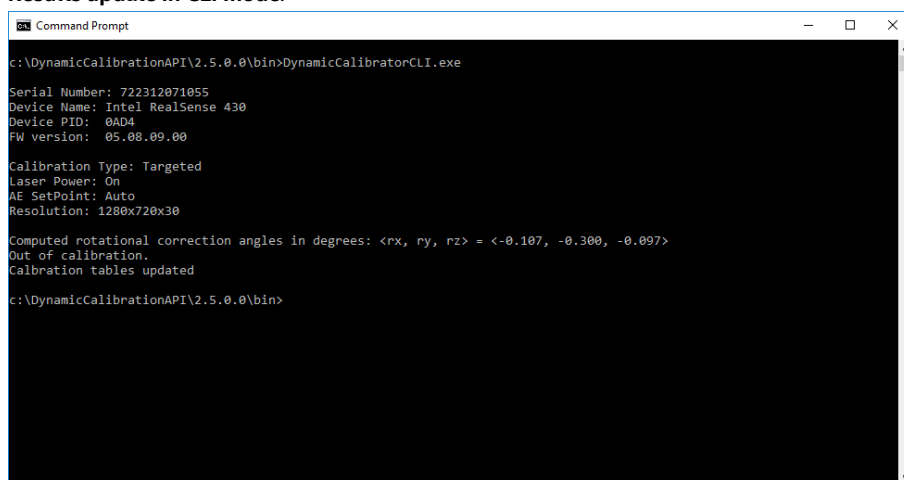 Results update in CLI mode:
Command Prompt
c:\DynamicCalibrationAPI\2.5.0.0\bin>DynamicCalibratorCLI.exe
Serial Number: 722312071055
Device Name: Intel RealSense 430
Device PID: 0AD4
FW version: 05.08.09.00
Calibration Type: Targeted
Laser Power: On
AE SetPoint: Auto
Resolution: 1280x720x30
Computed rotational correction angles in degrees: <rx, ry, rz> = <-0.107, -0.300, -0.097>
Out of calibration.
Calbration tables updated
c:\DynamicCalibrationAPI\2.5.0.0\bin>